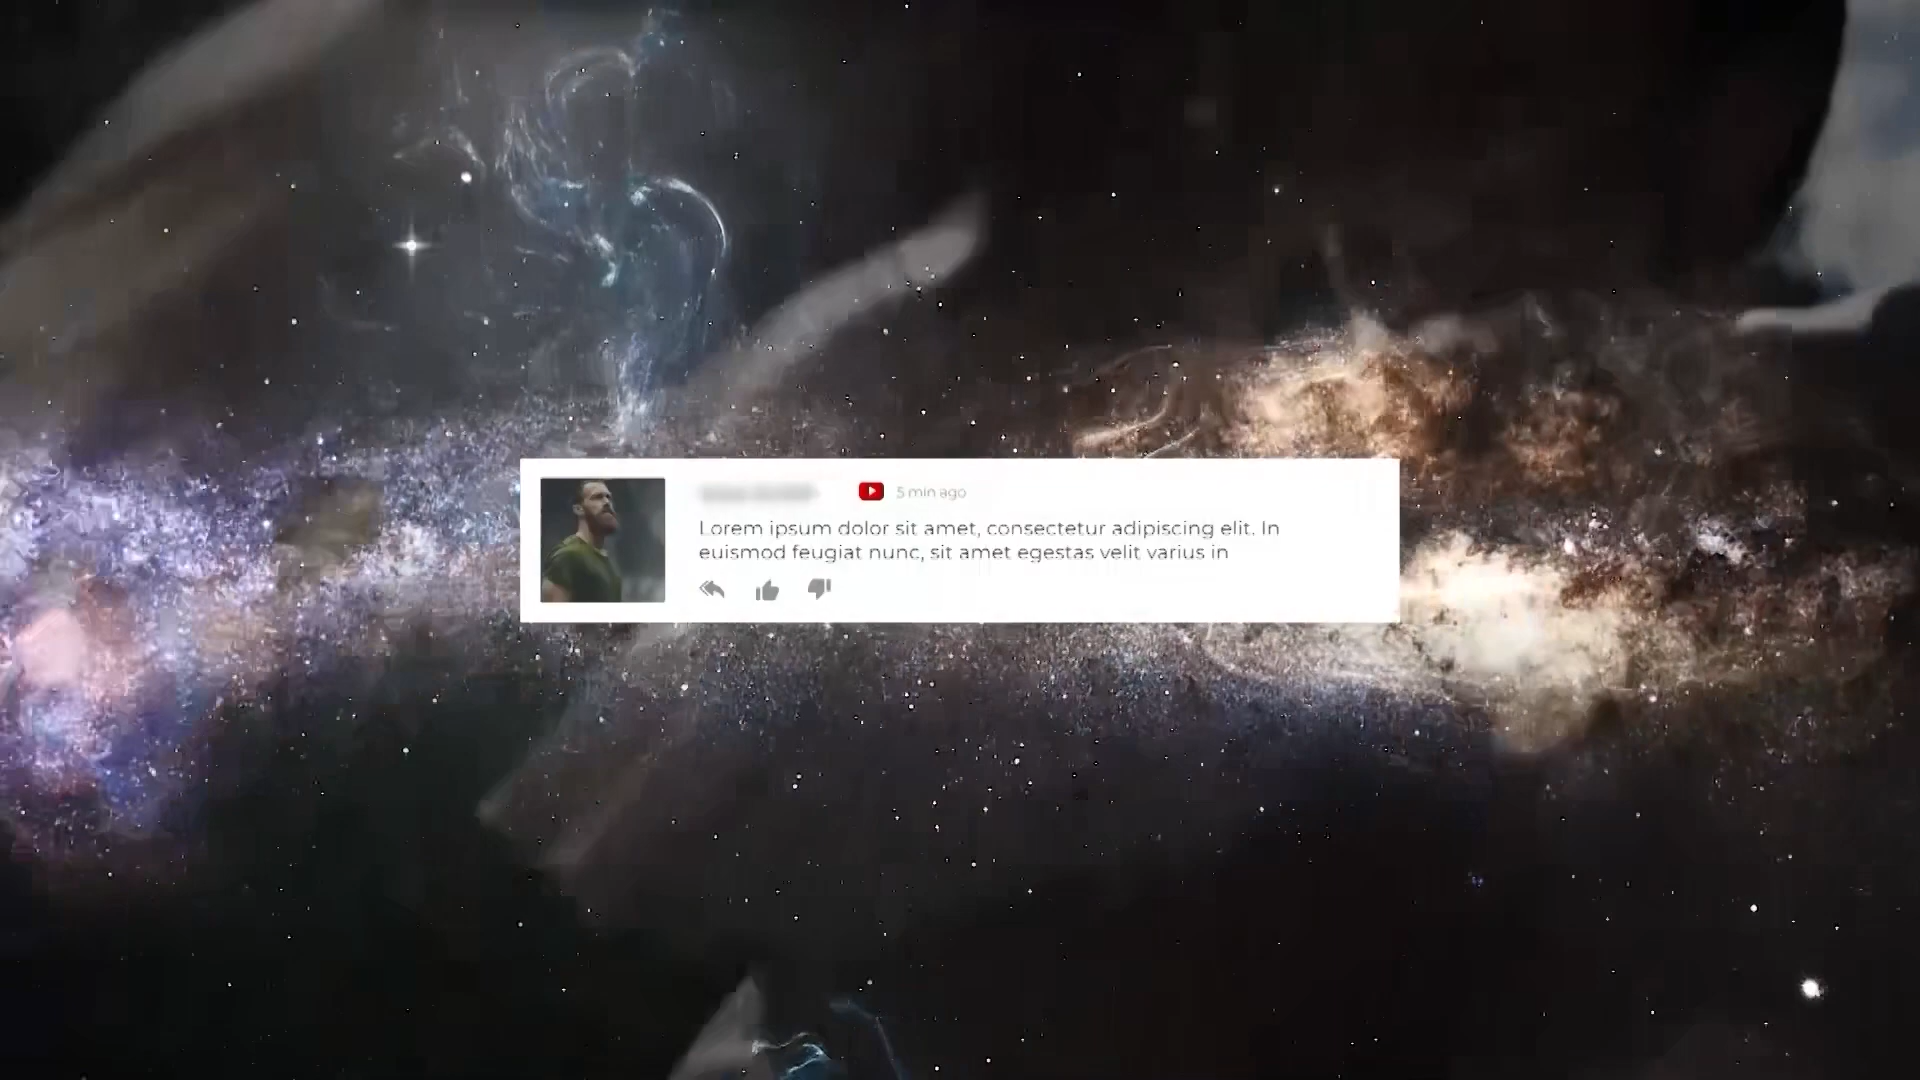 5 min ago
Lorem ipsum dolor sit amet, consectetur adipiscing elit. In
euismod feugiat nunc, sit amet egestas velit varius in